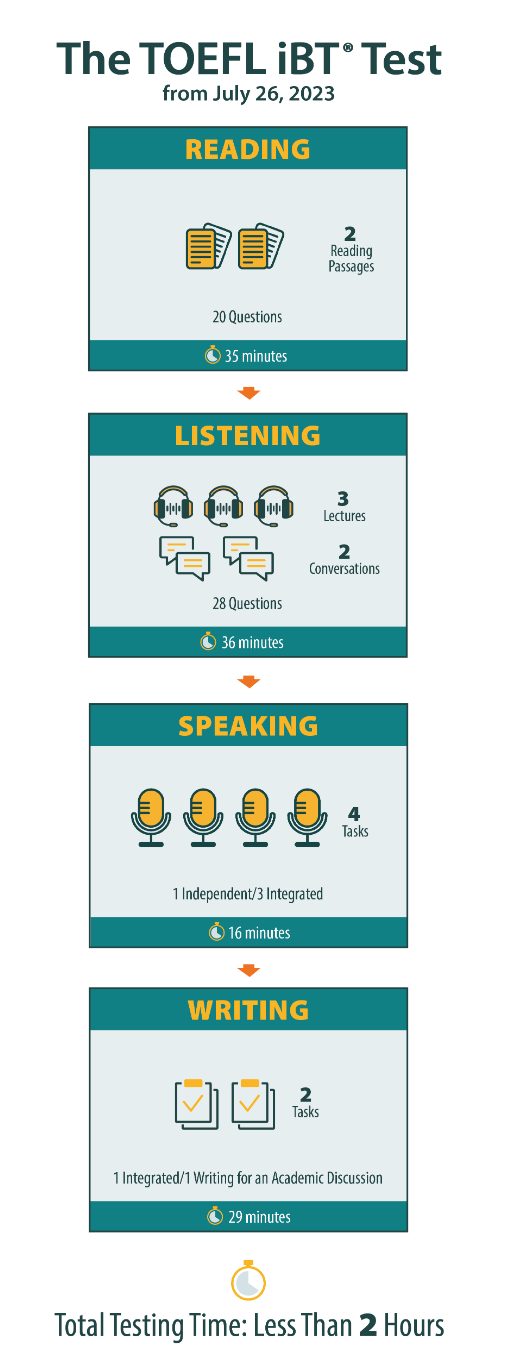 The TOEFL iBT® Test
from July 26, 2023
READING
2
Reading
Passages
20 Questions
35 minutes
LISTENING
3
Lectures
2
Conversations
28 Questions
36 minutes
SPEAKING
4
Tasks
1 Independent/3 Integrated
16 minutes
WRITING
2
Tasks
1 Integrated/1 Writing for an Academic Discussion
29 minutes
Total Testing Time: Less Than 2 Hours